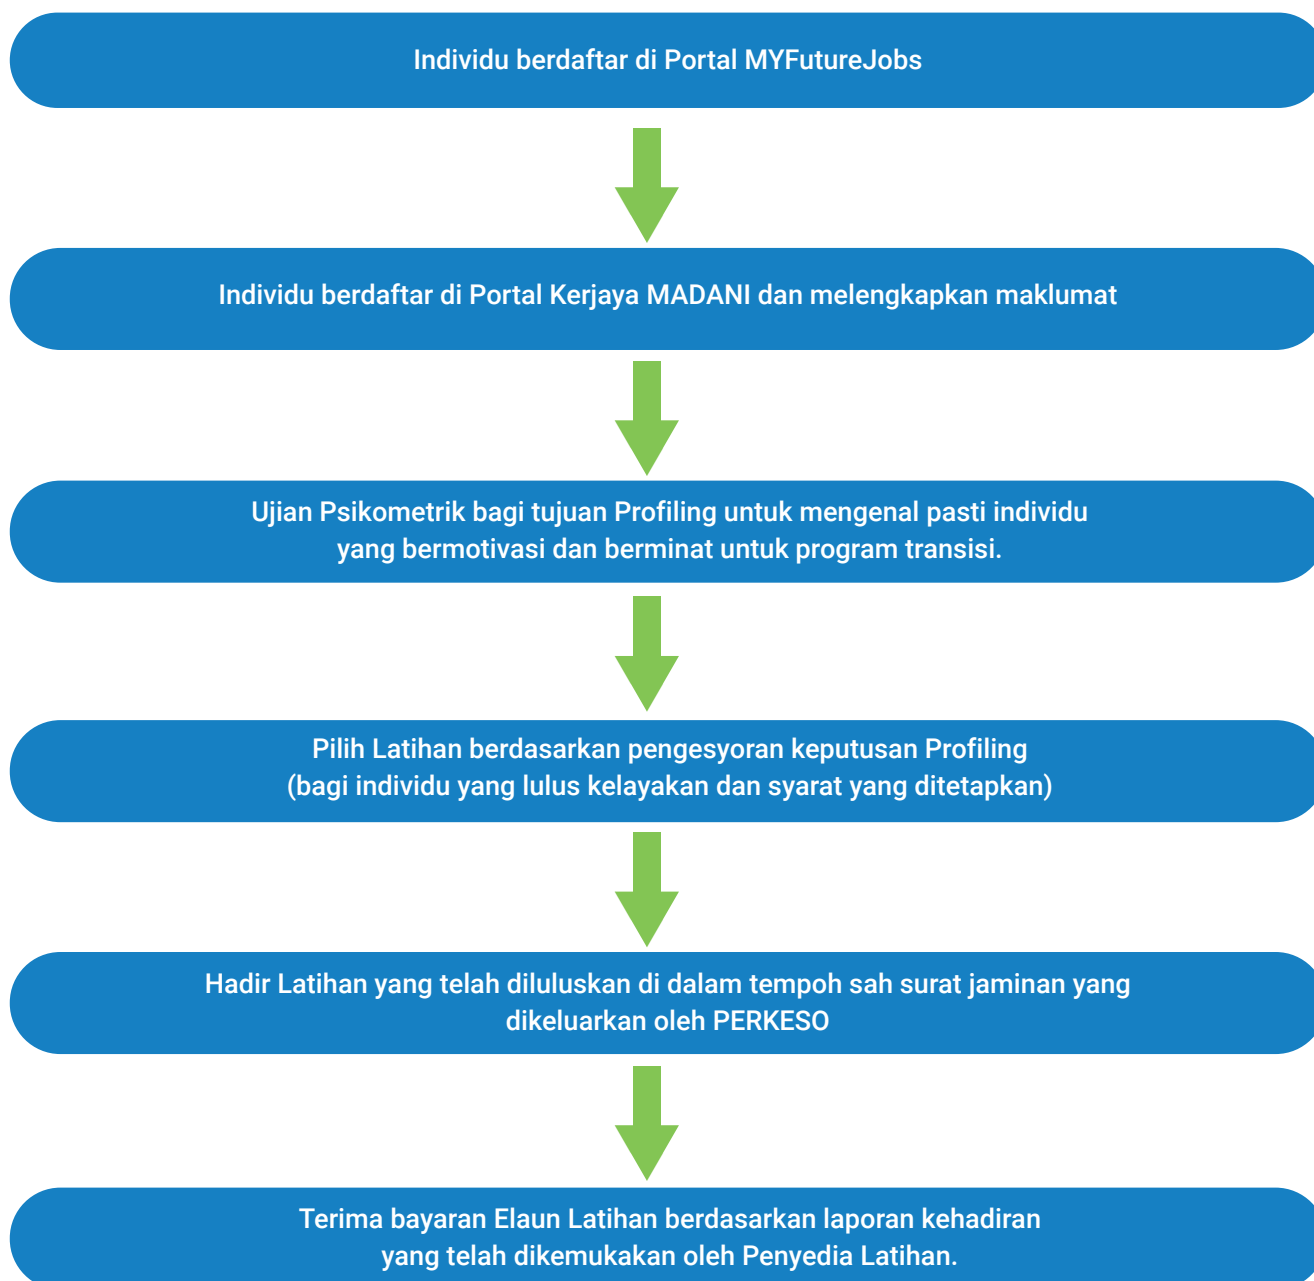 Individu berdaftar di Portal MYFutureJobs
Individu berdaftar di Portal Kerjaya MADANI dan melengkapkan maklumat
Ujian Psikometrik bagi tujuan Profiling untuk mengenal pasti individu
yang bermotivasi dan berminat untuk program transisi.
Pilih Latihan berdasarkan pengesyoran keputusan Profiling
(bagi individu yang lulus kelayakan dan syarat yang ditetapkan)
Hadir Latihan yang telah diluluskan di dalam tempoh sah surat jaminan yang
dikeluarkan oleh PERKESO
Terima bayaran Elaun Latihan berdasarkan laporan kehadiran
yang telah dikemukakan oleh Penyedia Latihan.